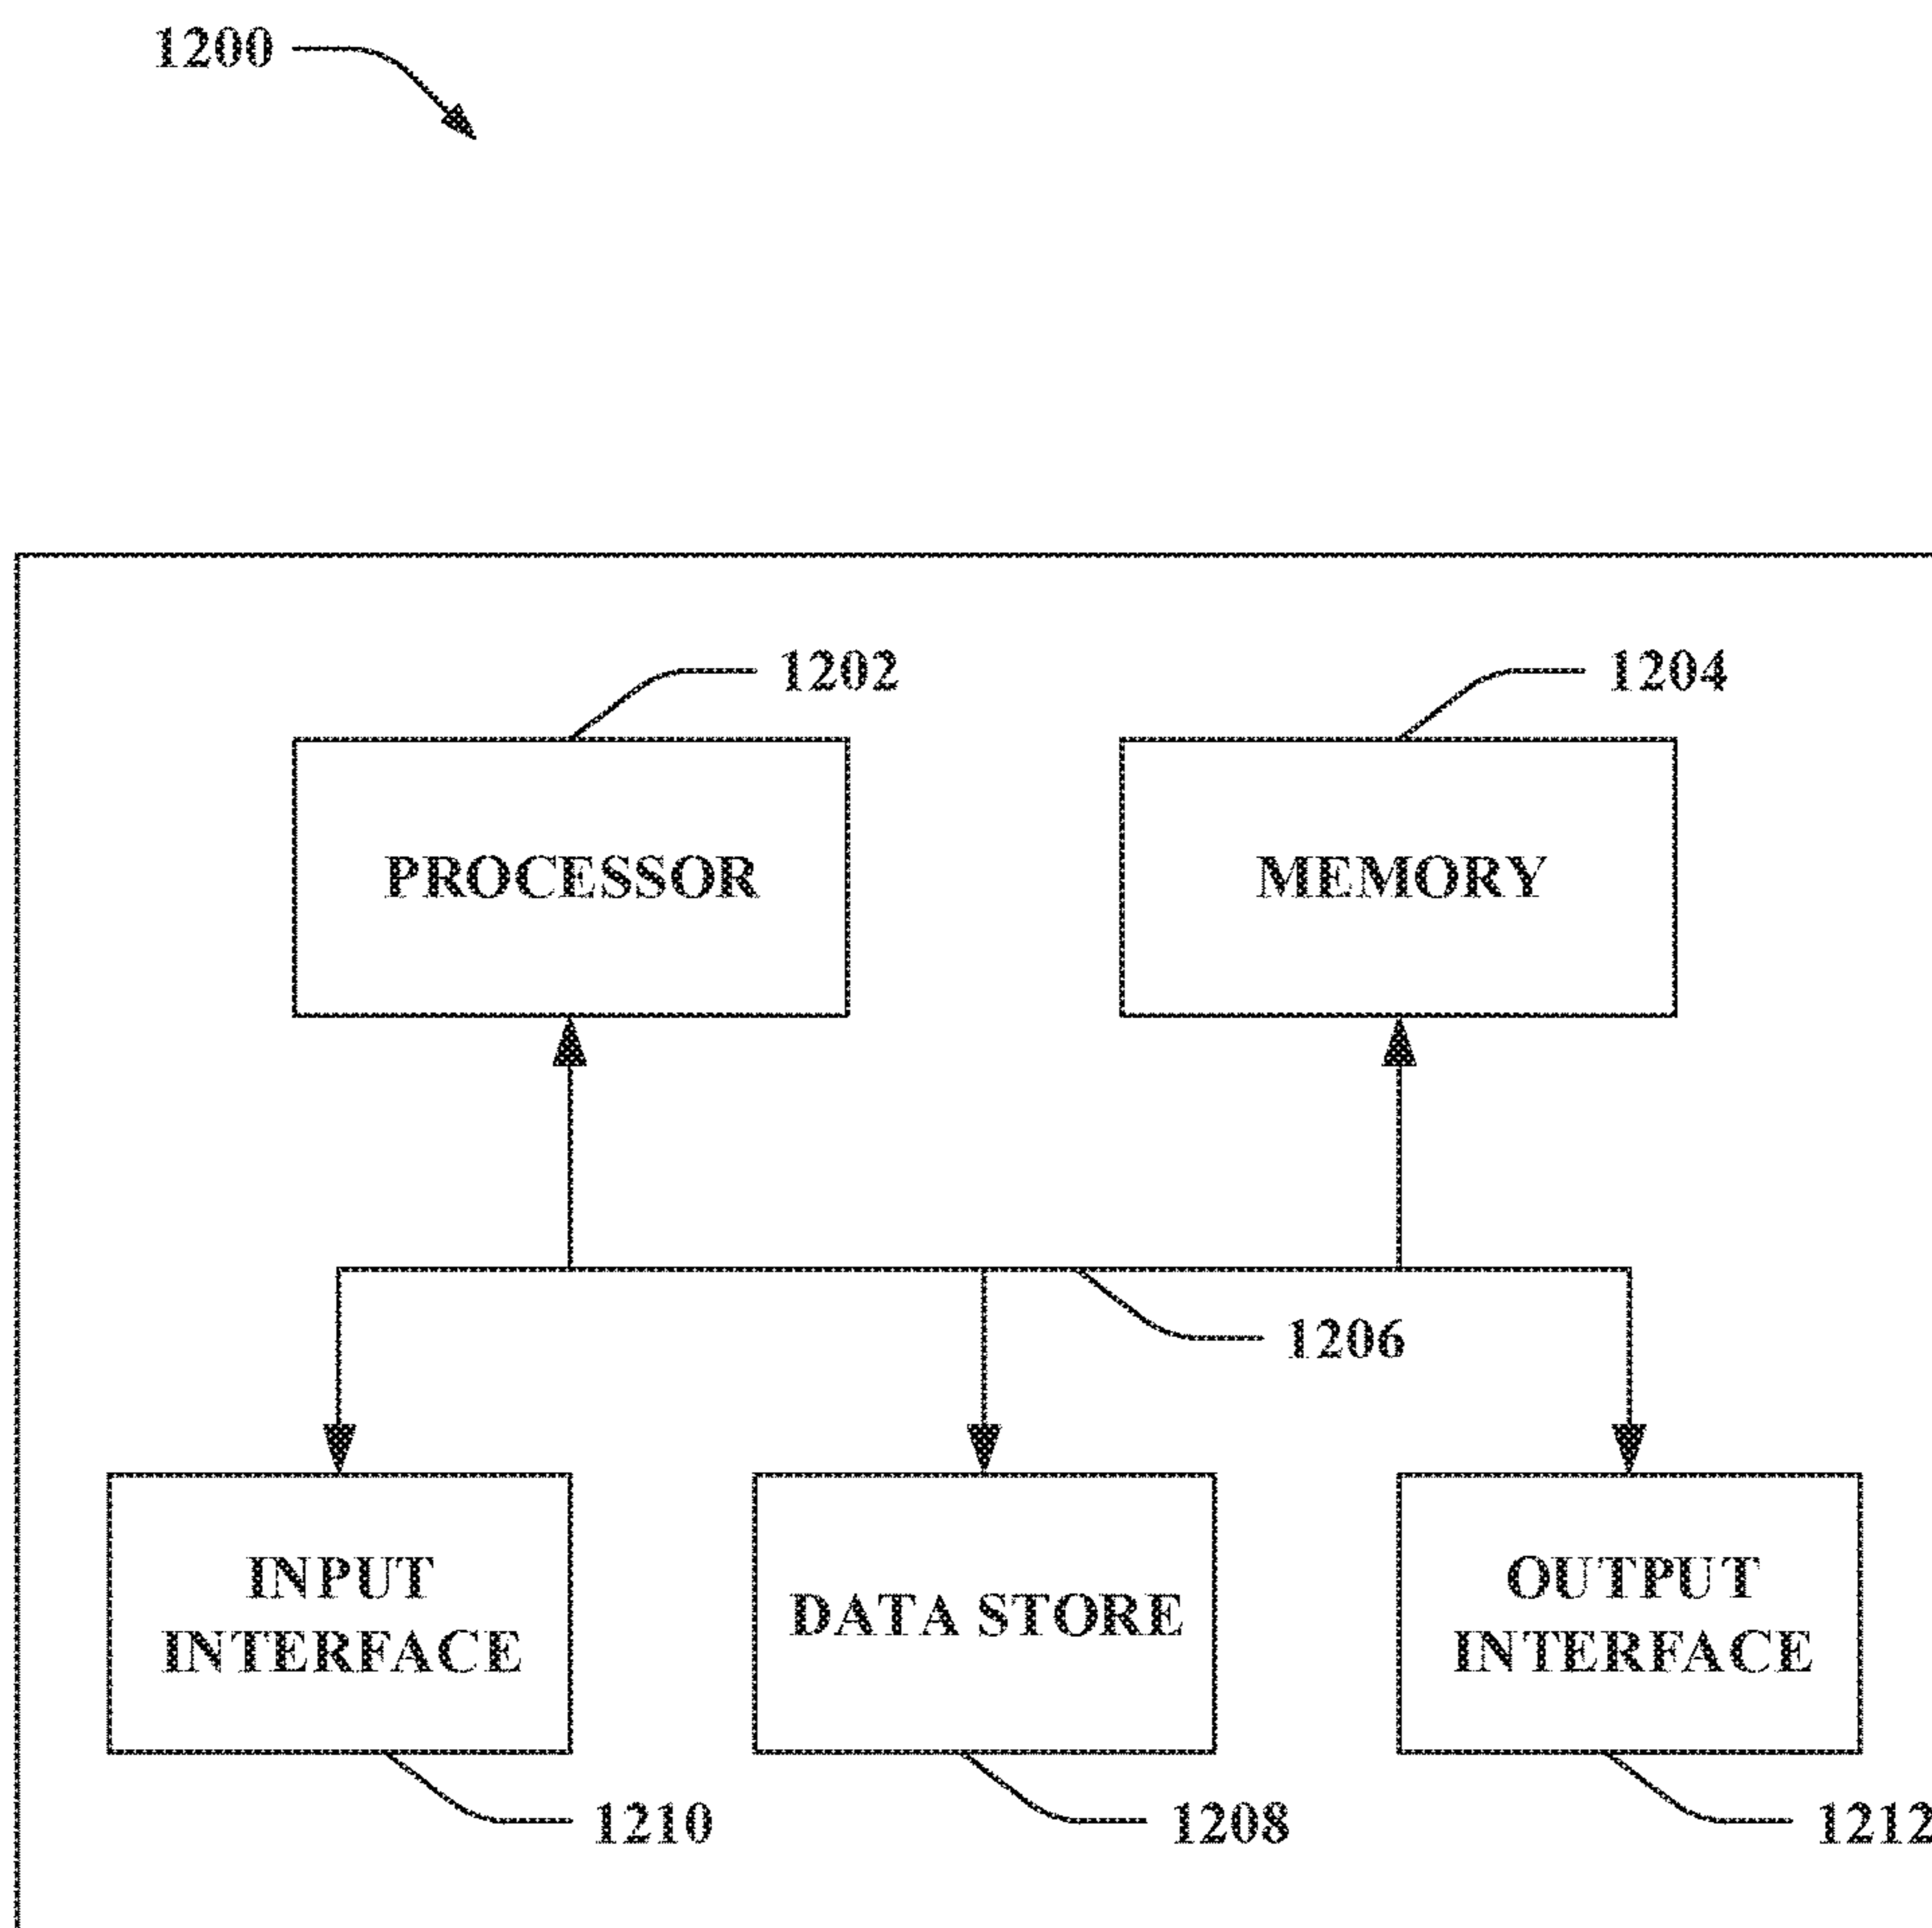 1200
1202
1204
PROCESSOR
MEMORY
1206
INPUT
INTERFACE
DATA STORE
OUTPUT
INTERFACE
1210
1208
1212